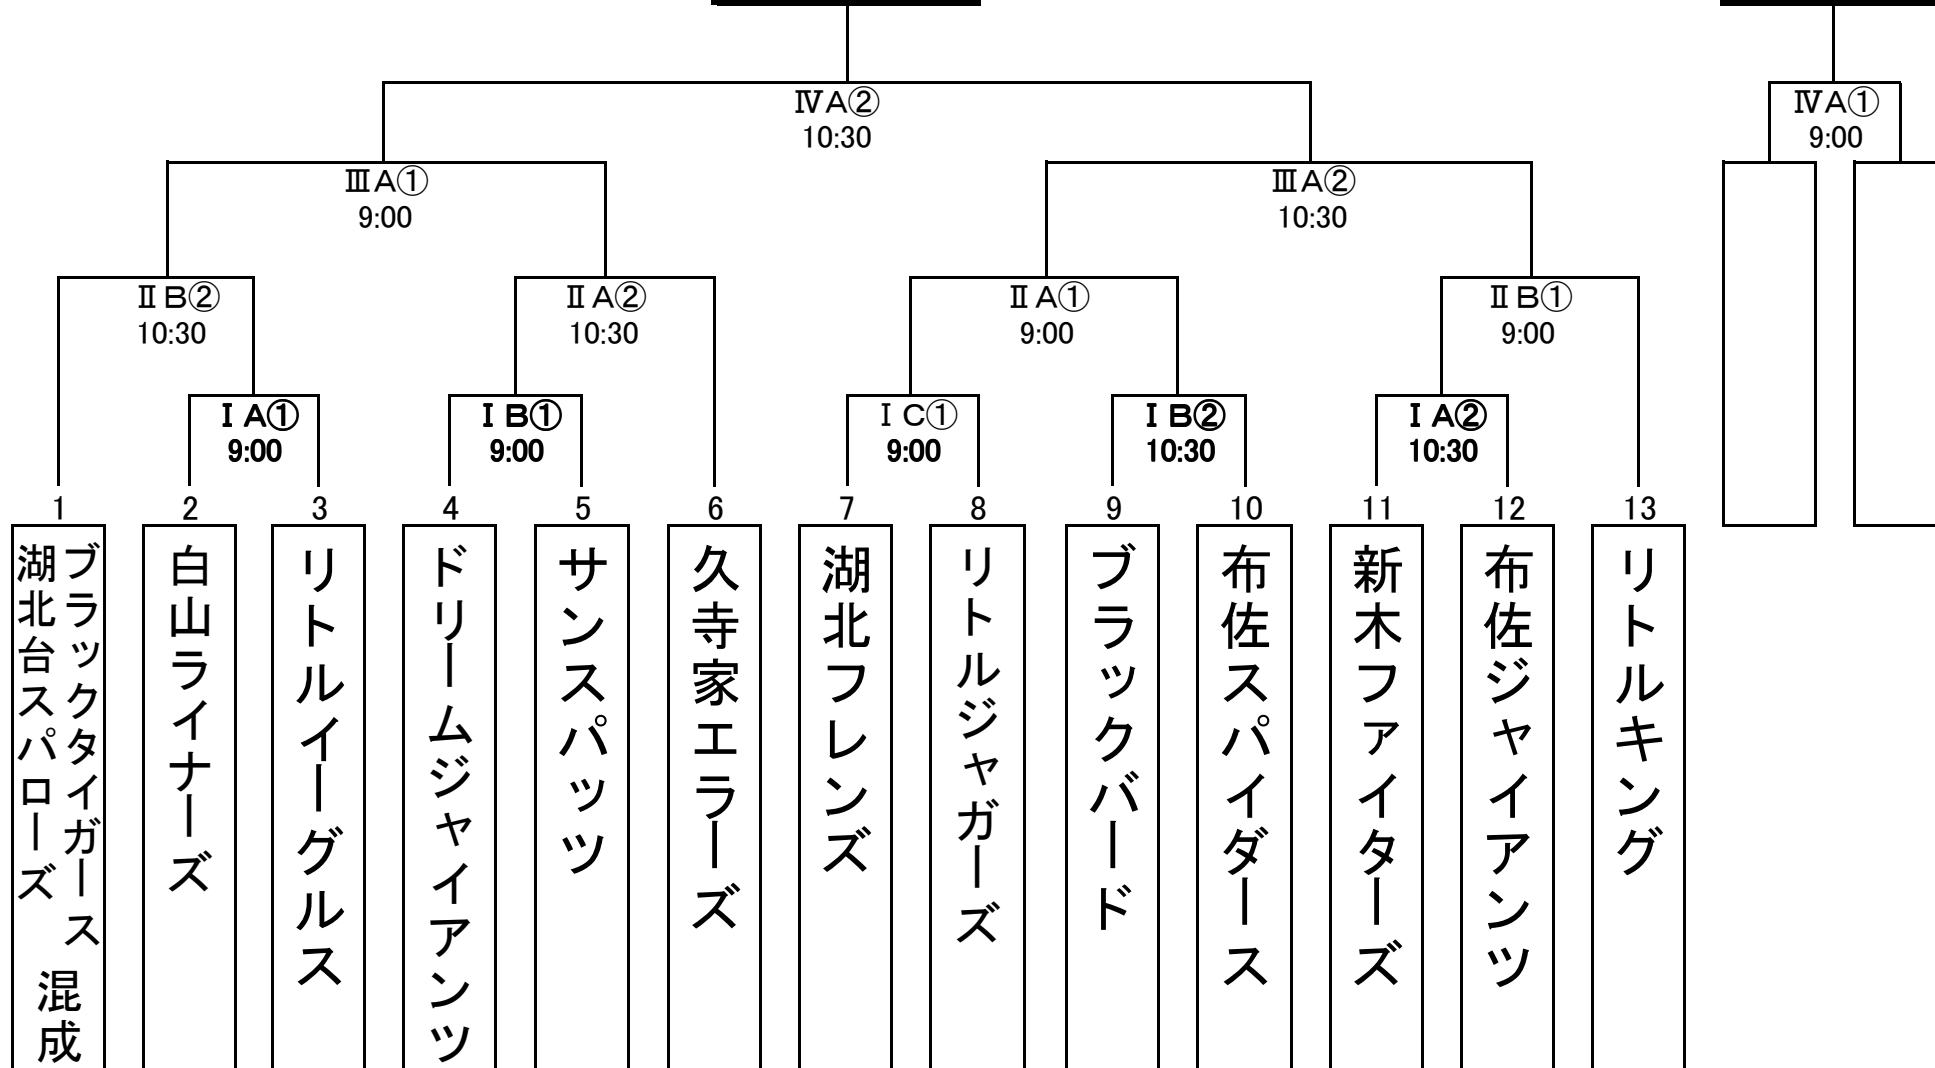 ⅣA②
10:30
ⅣA①
9:00
ⅢA①
9:00
ⅢA②
10:30
ⅡB②
10:30
ⅡA②
10:30
ⅡA①
9:00
ⅡB①
9:00
ⅠA①
9:00
ⅠB①
9:00
ⅠC①
9:00
ⅠB②
10:30
ⅠA②
10:30
1
2
3
4
5
6
7
8
9
10
11
12
13
ブラックタイガース
湖北台スパローズ
混成
白山ライナーズ
リトルイーグルス
ドリームジャイアンツ
サンスパッツ
久寺家エラーズ
湖北フレンズ
リトルジャガーズ
ブラックバード
布佐スパイダース
新木ファイターズ
布佐ジャイアンツ
リトルキング